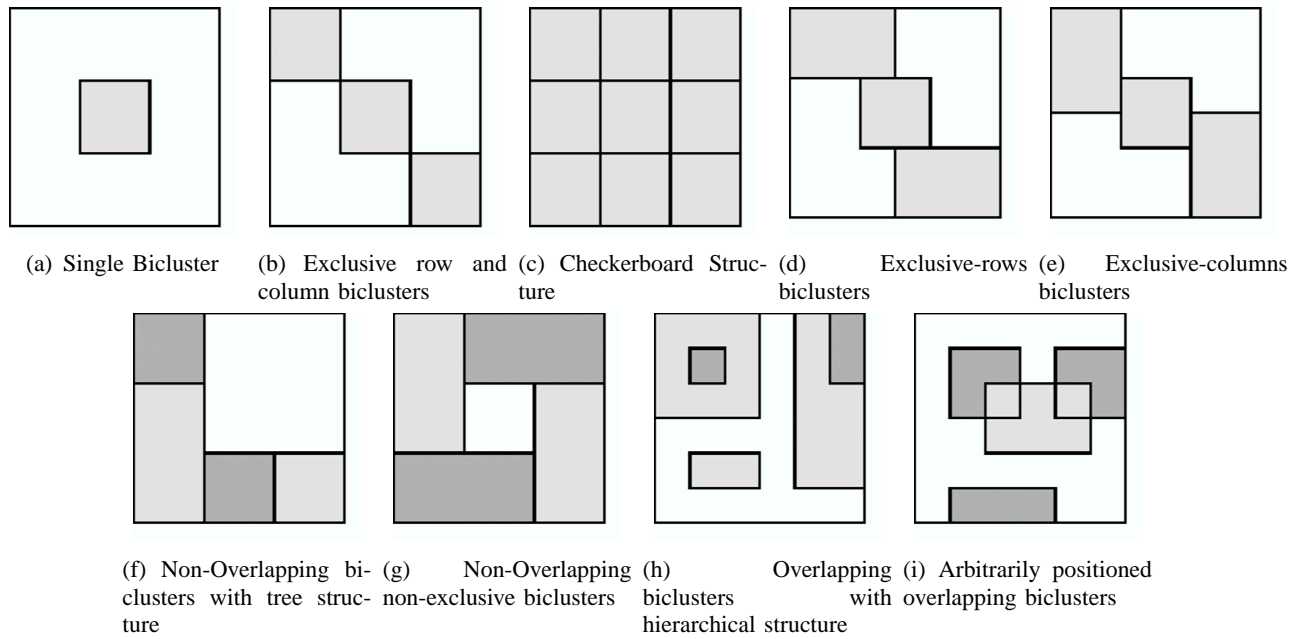 (a) Single Bicluster
(b) Exclusive row and
column biclusters
(c) Checkerboard Struc-
ture
(d) Exclusive-rows
biclusters
(e) Exclusive-columns
biclusters
(f) Non-Overlapping bi-
clusters with tree struc-
ture
(g) Non-Overlapping
non-exclusive biclusters
(h) Overlapping
biclusters with
hierarchical structure
(i) Arbitrarily positioned
overlapping biclusters